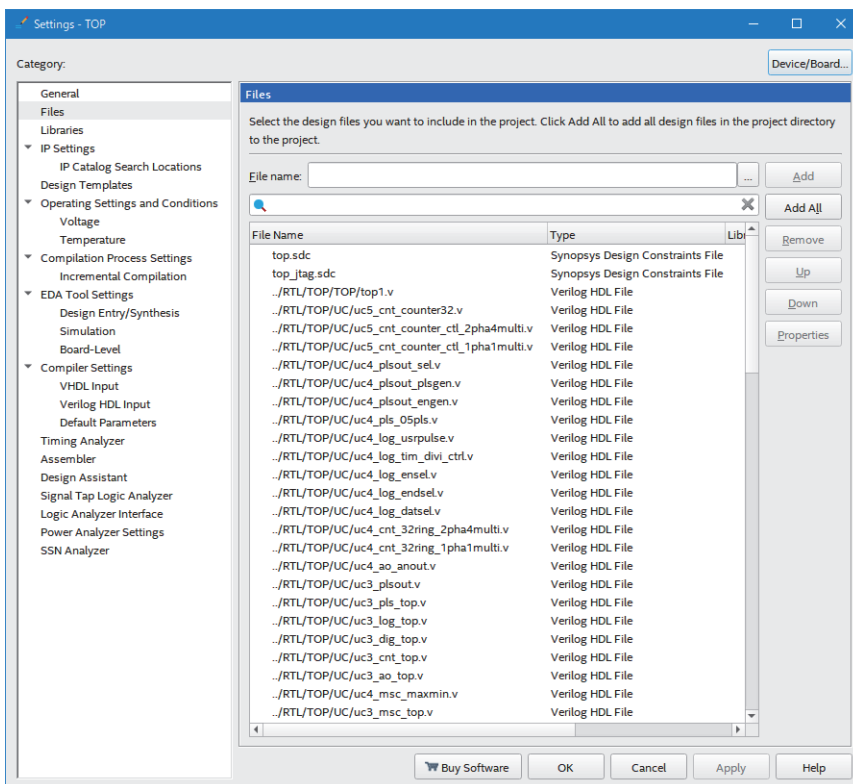 Settings - TOP
Category:
Device/Board...
General
Files
Libraries
IP Settings
IP Catalog Search Locations
Design Templates
Operating Settings and Conditions
Voltage
Temperature
Compilation Process Settings
Incremental Compilation
EDA Tool Settings
Design Entry/Synthesis
Simulation
Board-Level
Compiler Settings
VHDL Input
Verilog HDL Input
Default Parameters
Timing Analyzer
Assembler
Design Assistant
Signal Tap Logic Analyzer
Logic Analyzer Interface
Power Analyzer Settings
SSN Analyzer
Files
Select the design files you want to include in the project. Click Add All to add all design files in the project directory
to the project.
File name: ... Add
Add All
Remove
Up
Down
Properties
File Name Type Libr
top.sdc Synopsys Design Constraints File
top_jtag.sdc Synopsys Design Constraints File
../RTL/TOP/TOP/top1.v Verilog HDL File
../RTL/TOP/UC/uc5_cnt_counter32.v Verilog HDL File
../RTL/TOP/UC/uc5_cnt_counter_ctl_2pha4multi.v Verilog HDL File
../RTL/TOP/UC/uc5_cnt_counter_ctl_1pha1multi.v Verilog HDL File
../RTL/TOP/UC/uc4_plsout_sel.v Verilog HDL File
../RTL/TOP/UC/uc4_plsout_plsgen.v Verilog HDL File
../RTL/TOP/UC/uc4_plsout_engen.v Verilog HDL File
../RTL/TOP/UC/uc4_pls_05pls.v Verilog HDL File
../RTL/TOP/UC/uc4_log_usrpulse.v Verilog HDL File
../RTL/TOP/UC/uc4_log_tim_divi_ctrl.v Verilog HDL File
../RTL/TOP/UC/uc4_log_ensel.v Verilog HDL File
../RTL/TOP/UC/uc4_log_endsel.v Verilog HDL File
../RTL/TOP/UC/uc4_log_datsel.v Verilog HDL File
../RTL/TOP/UC/uc4_cnt_32ring_2pha4multi.v Verilog HDL File
../RTL/TOP/UC/uc4_cnt_32ring_1pha1multi.v Verilog HDL File
../RTL/TOP/UC/uc4_ao_anout.v Verilog HDL File
../RTL/TOP/UC/uc3_plsout.v Verilog HDL File
../RTL/TOP/UC/uc3_pls_top.v Verilog HDL File
../RTL/TOP/UC/uc3_log_top.v Verilog HDL File
../RTL/TOP/UC/uc3_dig_top.v Verilog HDL File
../RTL/TOP/UC/uc3_cnt_top.v Verilog HDL File
../RTL/TOP/UC/uc3_ao_top.v Verilog HDL File
../RTL/TOP/UC/uc4_msc_maxmin.v Verilog HDL File
../RTL/TOP/UC/uc3_msc_top.v Verilog HDL File
Buy Software OK Cancel Apply Help